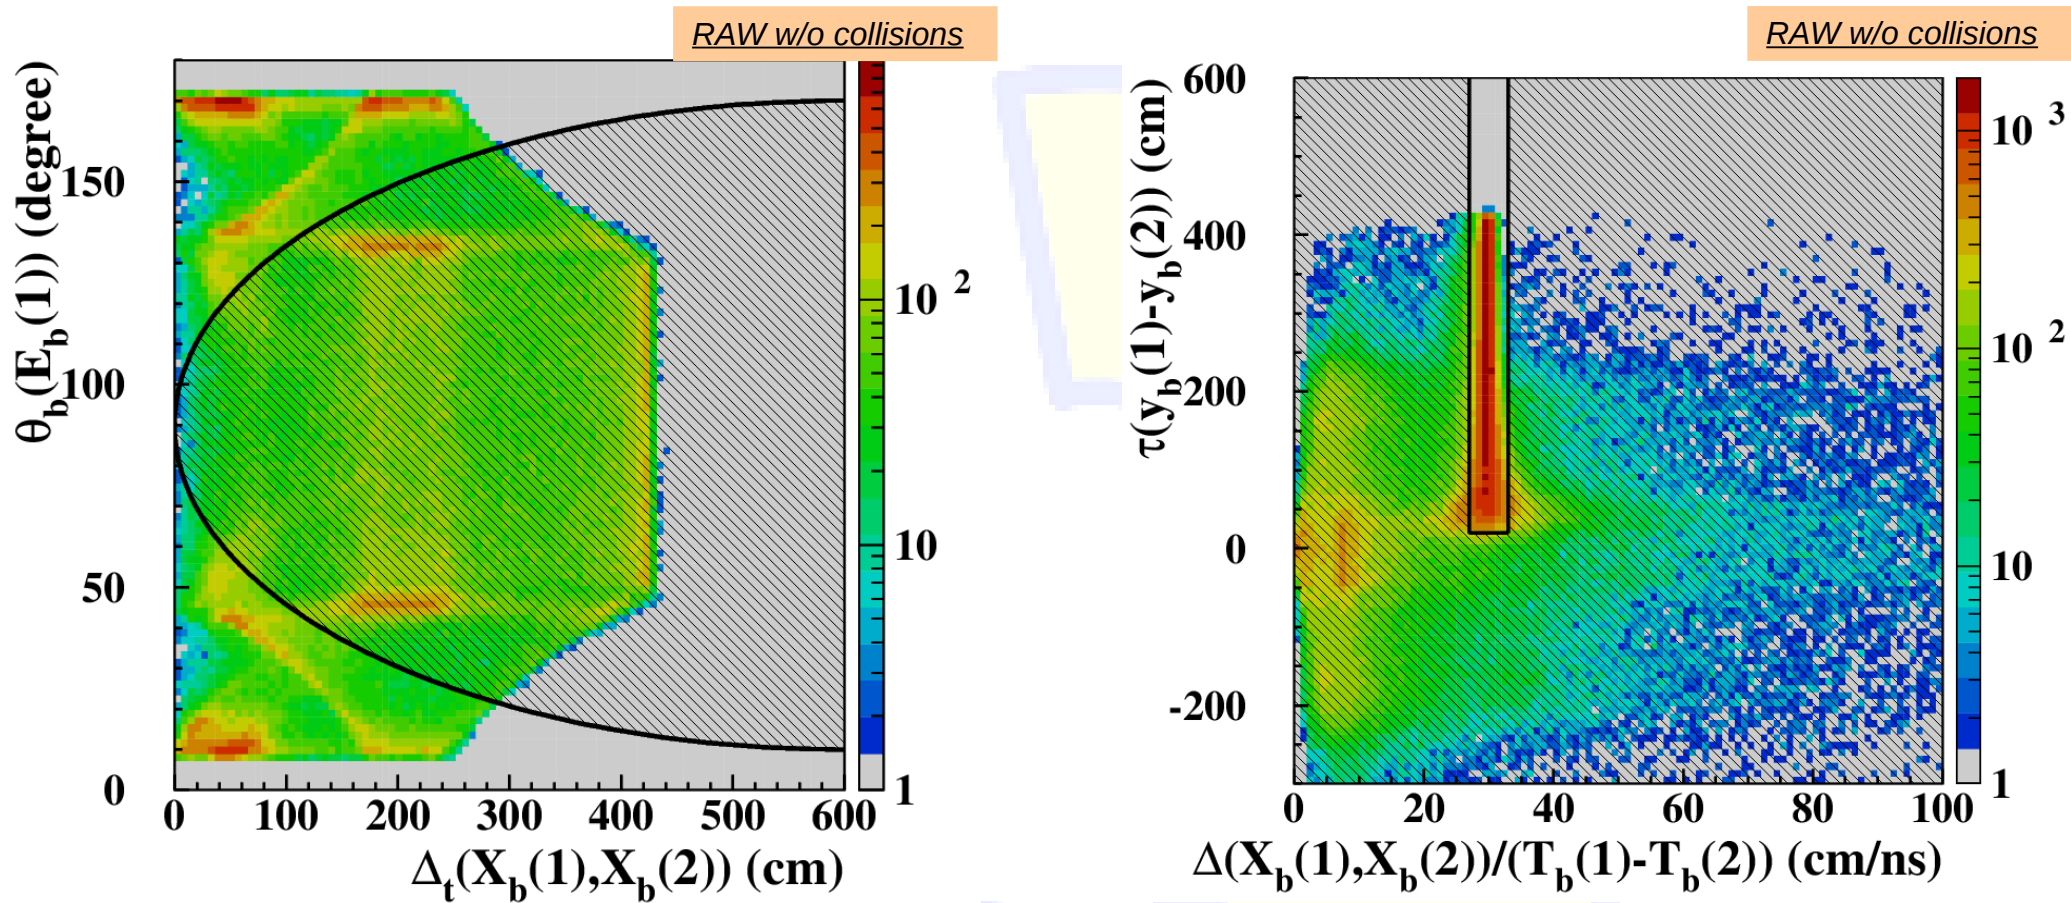 RAW w/o collisions
θb(Eb(1)) (degree)
150
100
50
0
0 100 200 300 400 500 600
Δt(Xb(1),Xb(2)) (cm)
10 2
10
1
RAW w/o collisions
τ(yb(1)-yb(2)) (cm)
600
400
200
0
-200
0 20 40 60 80 100
Δ(Xb(1),Xb(2))/(Tb(1)-Tb(2)) (cm/ns)
10 3
10 2
10
1